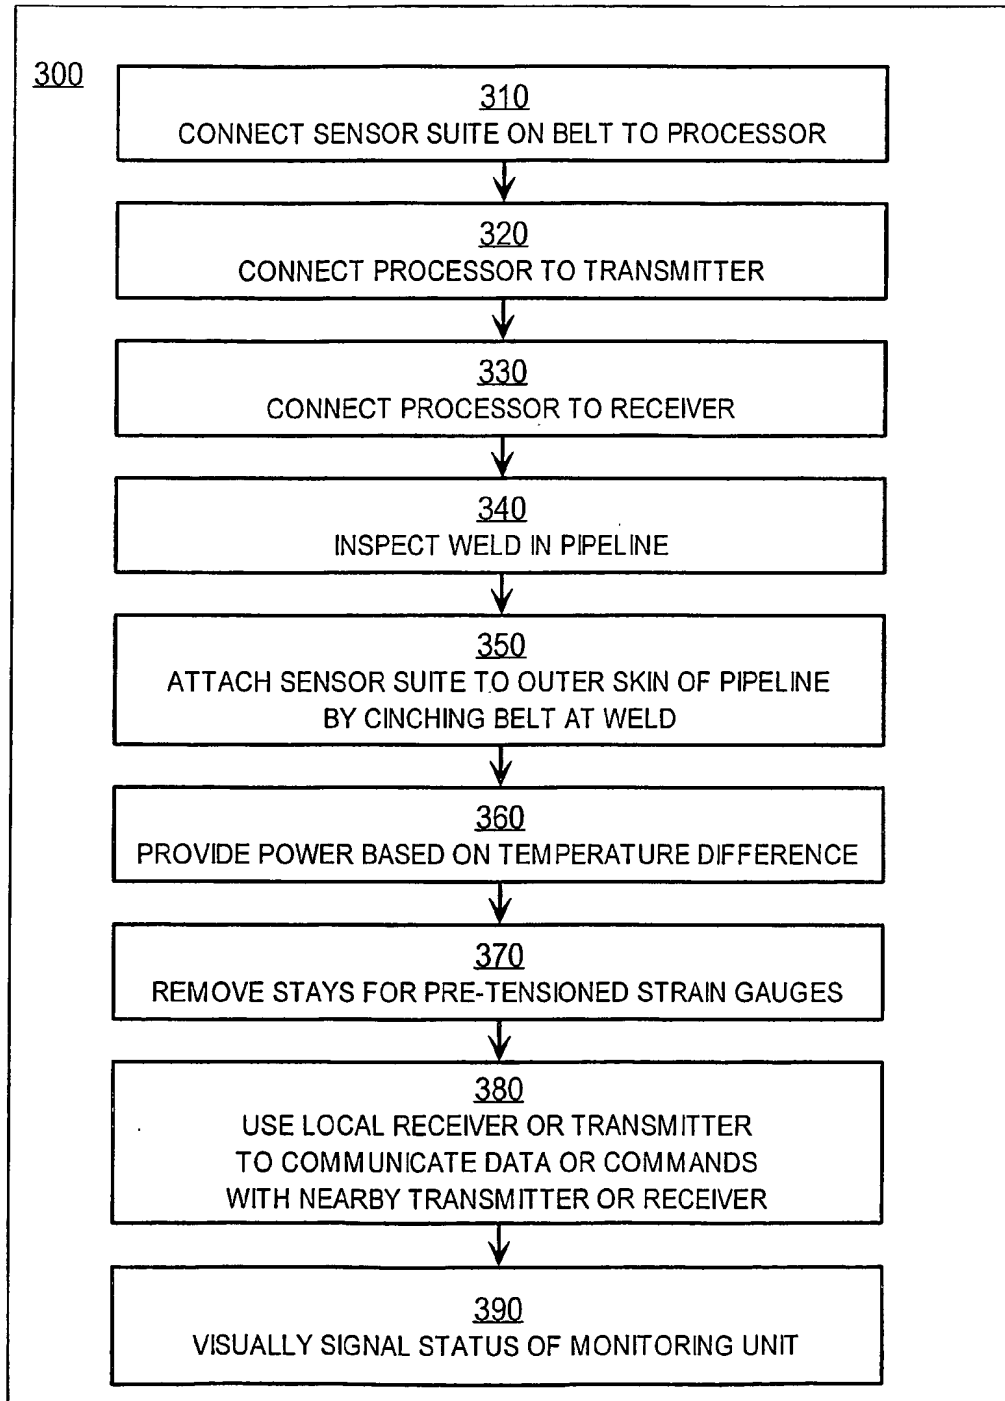 300
310
CONNECT SENSOR SUITE ON BELT TO PROCESSOR
320
CONNECT PROCESSOR TO TRANSMITTER
330
CONNECT PROCESSOR TO RECEIVER
340
INSPECT WELD IN PIPELINE
350
ATTACH SENSOR SUITE TO OUTER SKIN OF PIPELINE
BY CINCHING BELT AT WELD
360
PROVIDE POWER BASED ON TEMPERATURE DIFFERENCE
370
REMOVE STAYS FOR PRE-TENSIONED STRAIN GAUGES
380
USE LOCAL RECEIVER OR TRANSMITTER
TO COMMUNICATE DATA OR COMMANDS
WITH NEARBY TRANSMITTER OR RECEIVER
390
VISUALLY SIGNAL STATUS OF MONITORING UNIT